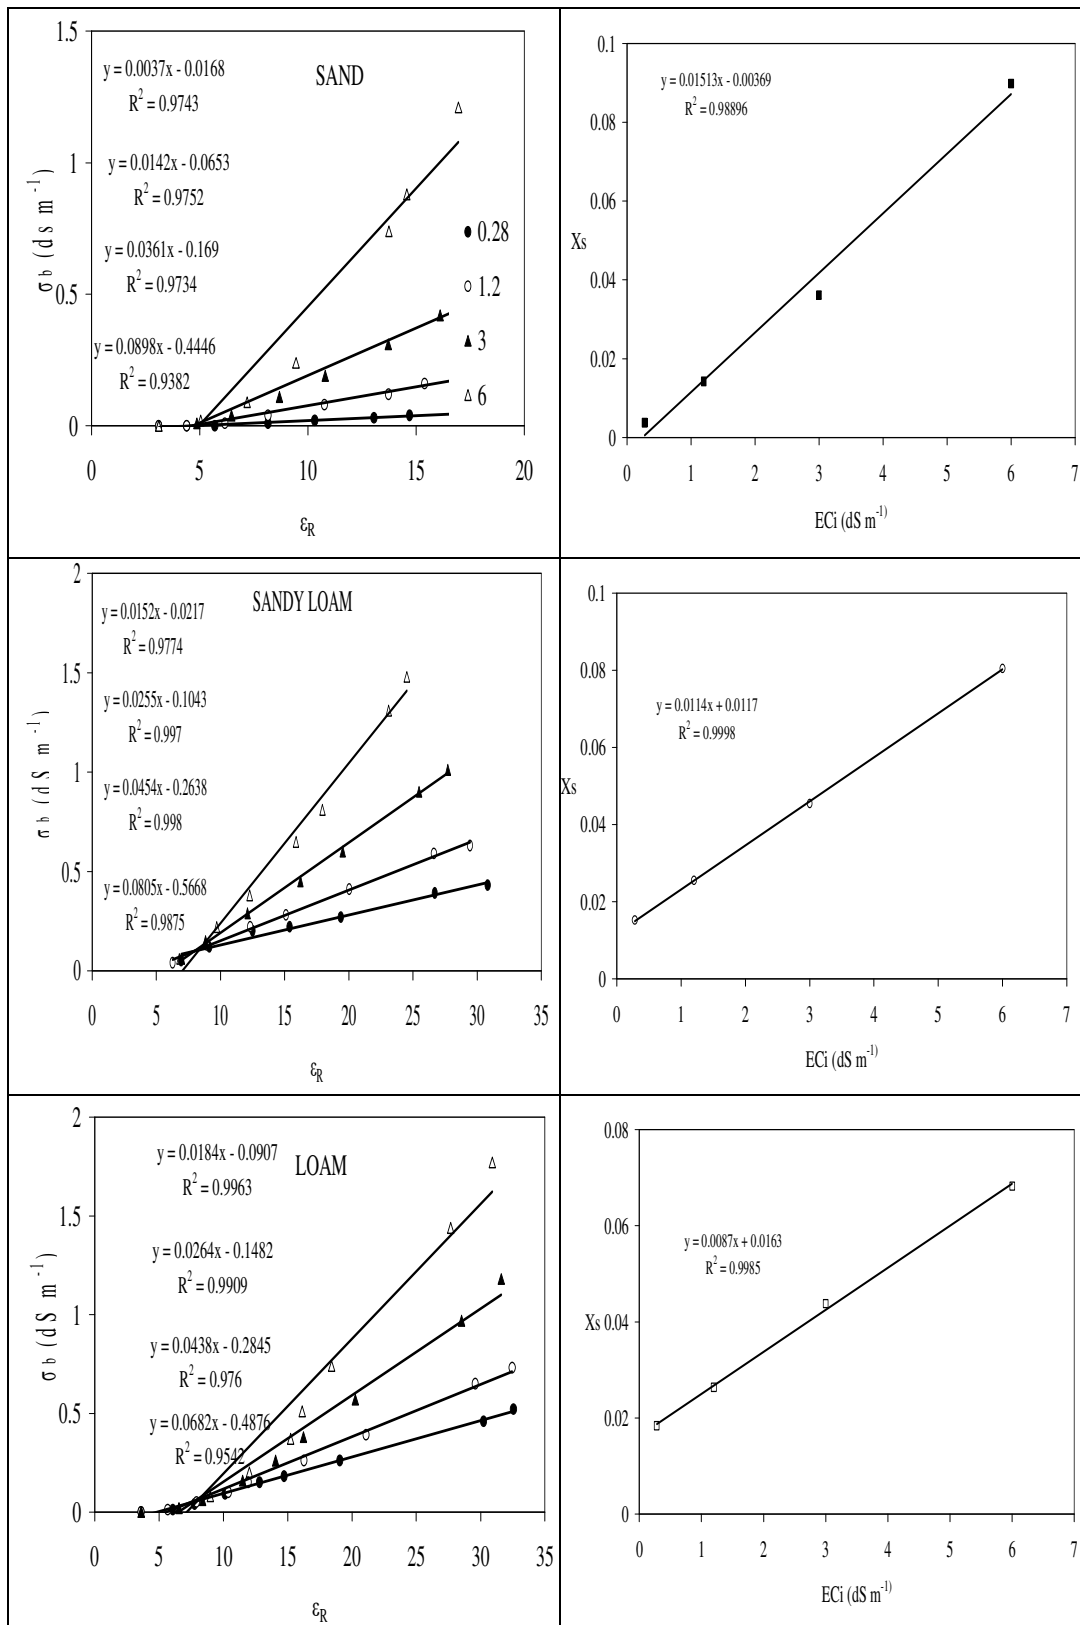 1.5
y = 0.0037x - 0.0168
R2 = 0.9743
SAND
1
y = 0.0142x - 0.0653
R2 = 0.9752
σb (ds m-1)
0.28
y = 0.0361x - 0.169
R2 = 0.9734
1.2
0.5
y = 0.0898x - 0.4446
R2 = 0.9382
3
6
0
0 5 10 15 20
εR
0.1
y = 0.01513x - 0.00369
R2 = 0.98896
0.08
0.06
Xs
0.04
0.02
0
0 1 2 3 4 5 6 7
ECi (dS m-1)
2
y = 0.0152x - 0.0217
R2 = 0.9774
SANDY LOAM
1.5
y = 0.0255x - 0.1043
R2 = 0.997
σb (dS m-1)
1
y = 0.0454x - 0.2638
R2 = 0.998
0.5
y = 0.0805x - 0.5668
R2 = 0.9875
0
0 5 10 15 20 25 30 35
εR
0.1
0.08
y = 0.0114x + 0.0117
R2 = 0.9998
0.06
Xs
0.04
0.02
0
0 1 2 3 4 5 6 7
ECi (dS m-1)
2
y = 0.0184x - 0.0907
R2 = 0.9963
LOAM
1.5
y = 0.0264x - 0.1482
R2 = 0.9909
σb (dS m-1)
1
y = 0.0438x - 0.2845
R2 = 0.976
0.5
y = 0.0682x - 0.4876
R2 = 0.9542
0
0 5 10 15 20 25 30 35
εR
0.08
0.06
y = 0.0087x + 0.0163
R2 = 0.9985
Xs 0.04
0.02
0
0 1 2 3 4 5 6 7
ECi (dS m-1)